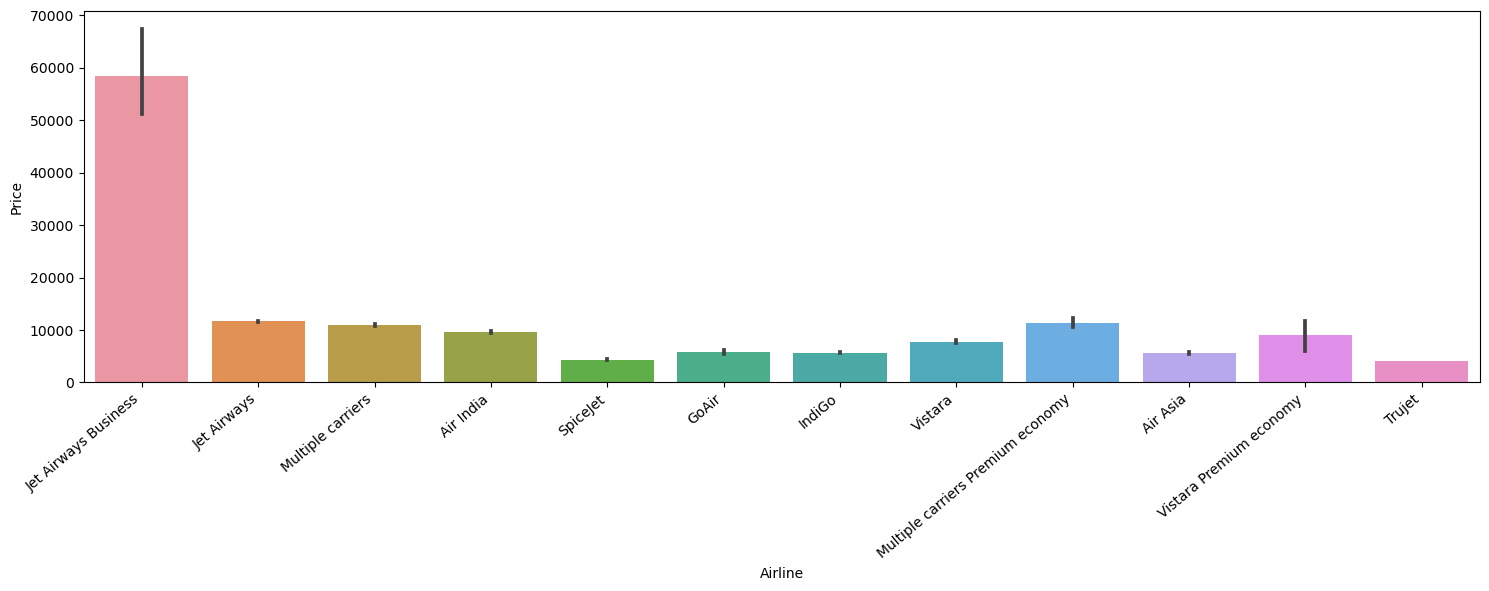 70000
60000
50000
40000
30000
20000
10000
0
Price
Jet Airways Business
Jet Airways
Multiple carriers
Air India
SpiceJet
GoAir
IndiGo
Vistara
Multiple carriers Premium economy
Air Asia
Vistara Premium economy
Trujet
Airline